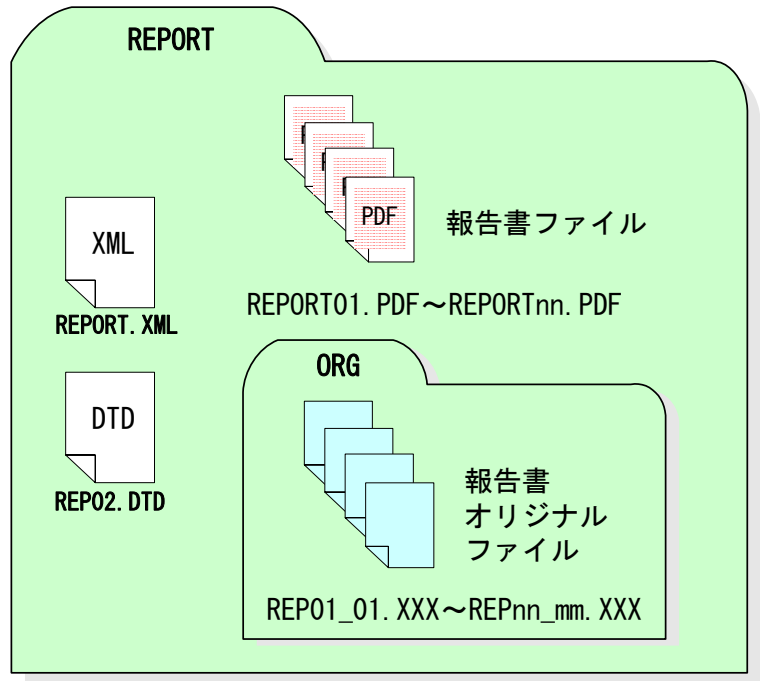 REPORT
PDF
報告書ファイル
REPORT01.PDF～REPORTnn.PDF
XML
REPORT.XML
DTD
REP02.DTD
ORG
報告書
オリジナル
ファイル
REP01_01.XXX～REPnn_mm.XXX